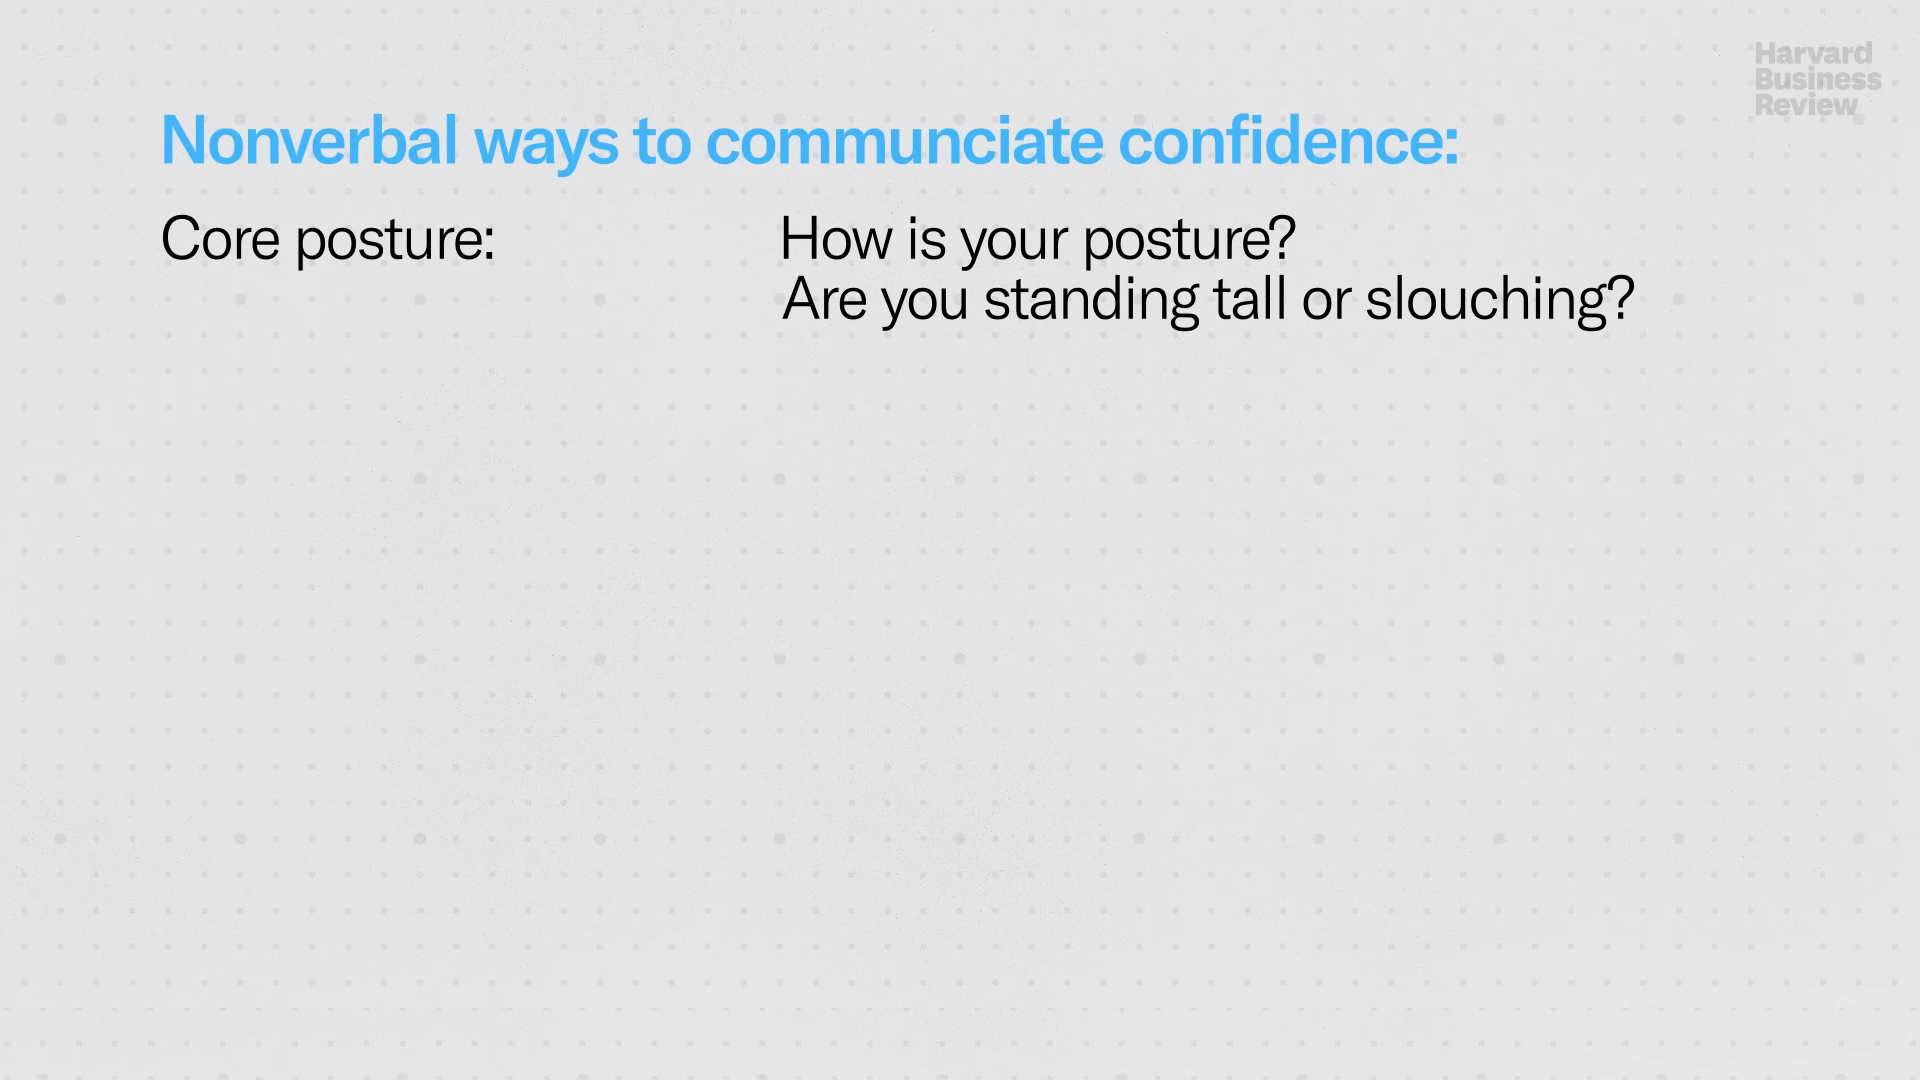 Harvard
Business
Review
Nonverbal ways to communciate confidence:
Core posture: How is your posture?
Are you standing tall or slouching?